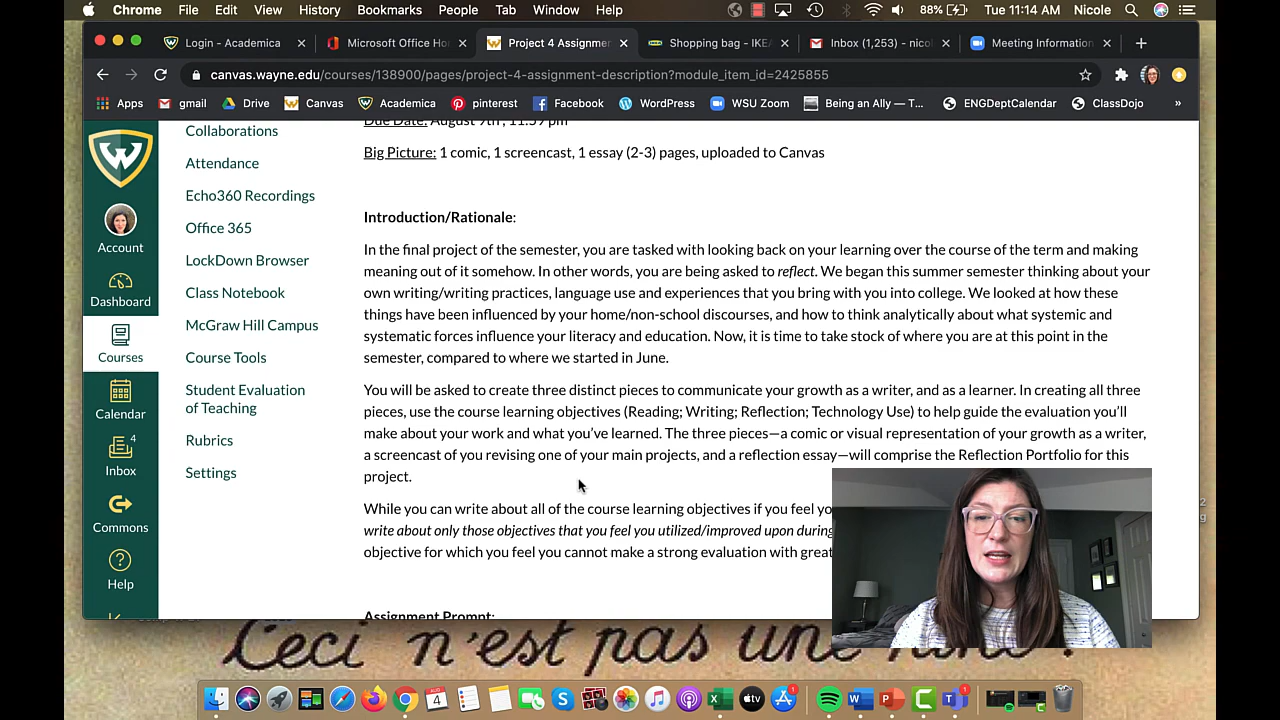 Chrome File Edit View History Bookmarks People Tab Window Help 88% Tue 11:14 AM Nicole
Login - Academica Microsoft Office Ho Project 4 Assignme Shopping bag - IKEA Inbox (1,253) - nicol Meeting Information
canvas.wayne.edu/courses/138900/pages/project-4-assignment-description?module_item_id=2425855
Apps gmail Drive Canvas Academica pinterest Facebook WordPress WSU Zoom Being an Ally — T... ENGDeptCalendar ClassDojo »
Account
Dashboard
Courses
Calendar
4
Inbox
Commons
Help
Collaborations
Attendance
Echo360 Recordings
Office 365
LockDown Browser
Class Notebook
McGraw Hill Campus
Course Tools
Student Evaluation
of Teaching
Rubrics
Settings
Due Date: August 9th, 11:59 pm
Big Picture: 1 comic, 1 screencast, 1 essay (2-3) pages, uploaded to Canvas
Introduction/Rationale:
In the final project of the semester, you are tasked with looking back on your learning over the course of the term and making
meaning out of it somehow. In other words, you are being asked to reflect. We began this summer semester thinking about your
own writing/writing practices, language use and experiences that you bring with you into college. We looked at how these
things have been influenced by your home/non-school discourses, and how to think analytically about what systemic and
systematic forces influence your literacy and education. Now, it is time to take stock of where you are at this point in the
semester, compared to where we started in June.
You will be asked to create three distinct pieces to communicate your growth as a writer, and as a learner. In creating all three
pieces, use the course learning objectives (Reading; Writing; Reflection; Technology Use) to help guide the evaluation you'll
make about your work and what you've learned. The three pieces—a comic or visual representation of your growth as a writer,
a screencast of you revising one of your main projects, and a reflection essay—will comprise the Reflection Portfolio for this
project.
While you can write about all of the course learning objectives if you feel yo
write about only those objectives that you feel you utilized/improved upon during
objective for which you feel you cannot make a strong evaluation with great
Assignment Prompt:
Ceci n'est pas une
AUG
4
1
tv
1